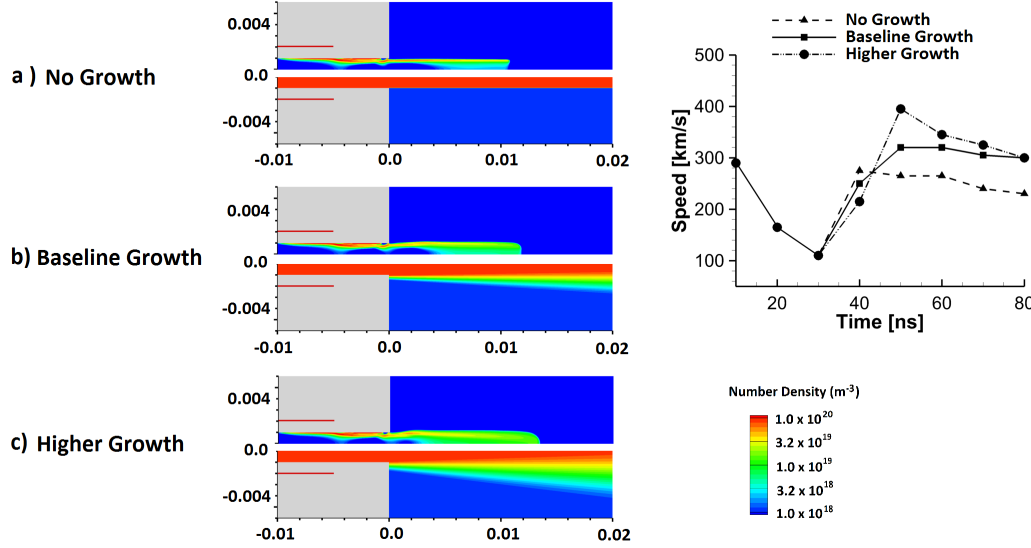 a ) No Growth
0.004
0.0
-0.004
-0.01 0.0 0.01 0.02
b) Baseline Growth
0.004
0.0
-0.004
-0.01 0.0 0.01 0.02
c) Higher Growth
0.004
0.0
-0.004
-0.01 0.0 0.01 0.02
No Growth
Baseline Growth
Higher Growth
Speed [km/s]
500
400
300
200
100
20 40 60 80
Time [ns]
Number Density (m⁻³)
1.0 x 10²⁰
3.2 x 10¹⁹
1.0 x 10¹⁹
3.2 x 10¹⁸
1.0 x 10¹⁸